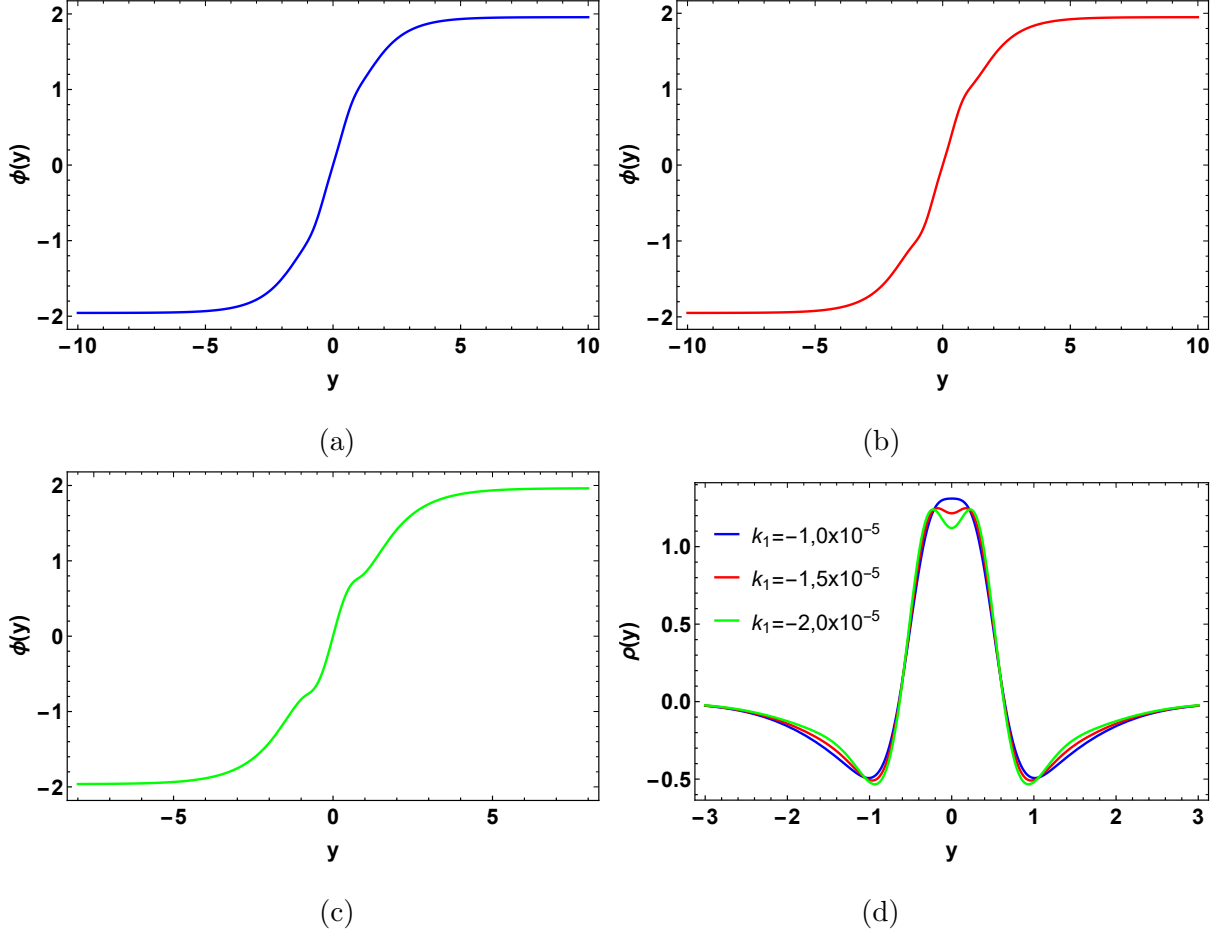 2
1
0
−1
−2
ϕ(y)
−10
−5
0
5
10
y
(a)
2
1
0
−1
−2
ϕ(y)
−10
−5
0
5
10
y
(b)
2
1
0
−1
−2
ϕ(y)
−5
0
5
y
(c)
1.0
0.5
0.0
−0.5
ρ(y)
k₁=−1,0x10⁻⁵
k₁=−1,5x10⁻⁵
k₁=−2,0x10⁻⁵
−3
−2
−1
0
1
2
3
y
(d)